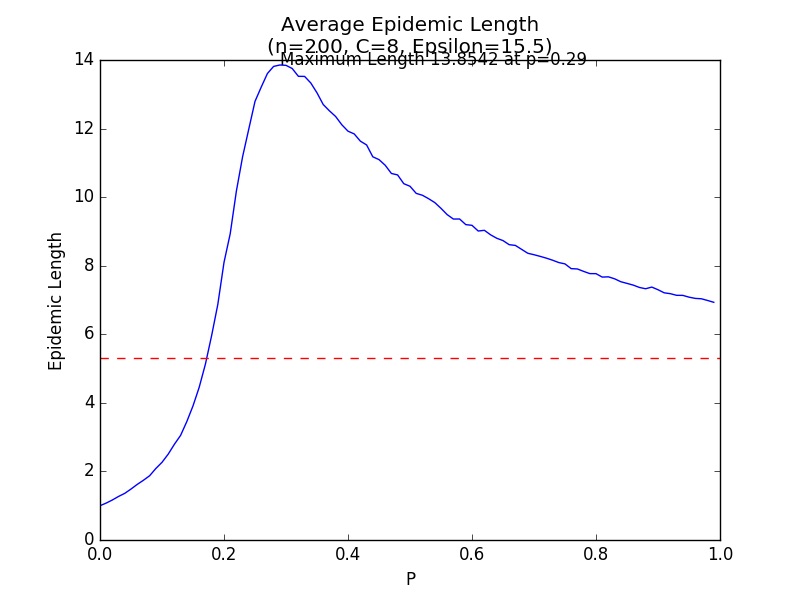 Average Epidemic Length
(n=200, C=8, Epsilon=15.5)
Maximum Length 13.8542 at p=0.29
14
12
10
8
6
4
2
0
Epidemic Length
0.0 0.2 0.4 0.6 0.8 1.0
P